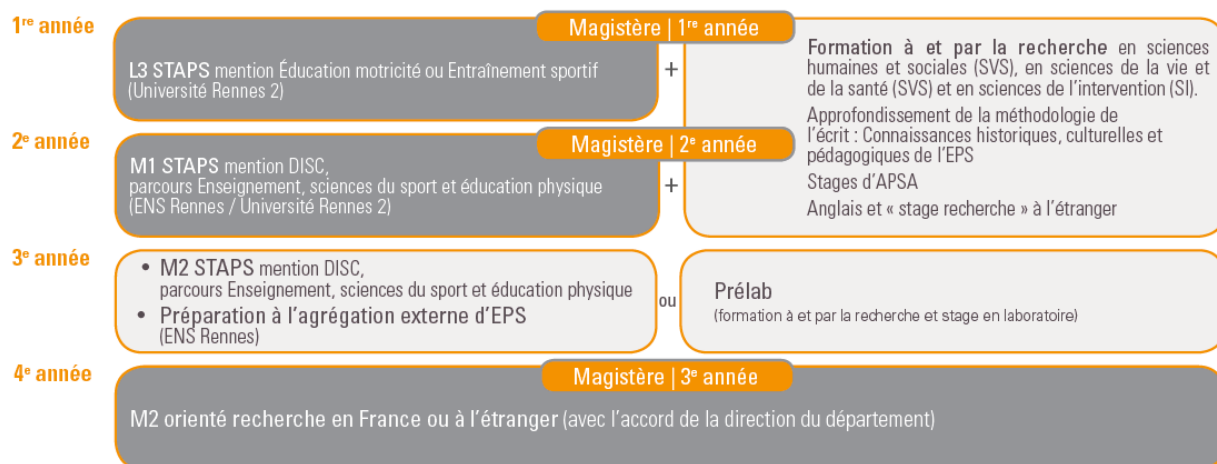 1re année
Magistère | 1re année
L3 STAPS mention Éducation motricité ou Entraînement sportif
(Université Rennes 2)
+
Formation à et par la recherche en sciences
humaines et sociales (SVS), en sciences de la vie et
de la santé (SVS) et en sciences de l'intervention (SI).
Approfondissement de la méthodologie de
l'écrit : Connaissances historiques, culturelles et
pédagogiques de l'EPS
Stages d'APSA
Anglais et « stage recherche » à l'étranger
2e année
Magistère | 2e année
M1 STAPS mention DISC,
parcours Enseignement, sciences du sport et éducation physique
(ENS Rennes / Université Rennes 2)
+
3e année
• M2 STAPS mention DISC,
parcours Enseignement, sciences du sport et éducation physique
• Préparation à l'agrégation externe d'EPS
(ENS Rennes)
ou
Prélab
(formation à et par la recherche et stage en laboratoire)
4e année
Magistère | 3e année
M2 orienté recherche en France ou à l'étranger (avec l'accord de la direction du département)